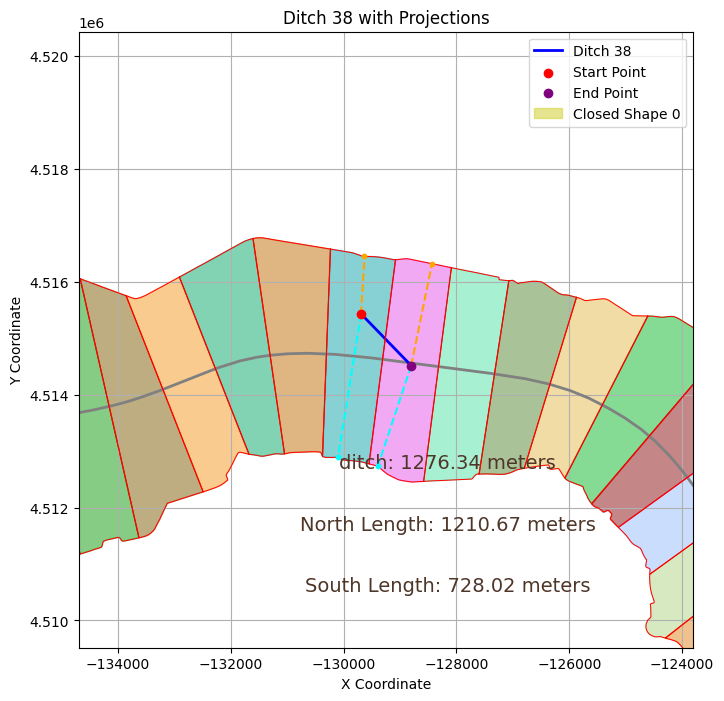 Ditch 38 with Projections
1e6
4.520
4.518
4.516
4.514
4.512
4.510
Y Coordinate
Ditch 38
Start Point
End Point
Closed Shape 0
ditch: 1276.34 meters
North Length: 1210.67 meters
South Length: 728.02 meters
−134000 −132000 −130000 −128000 −126000 −124000
X Coordinate